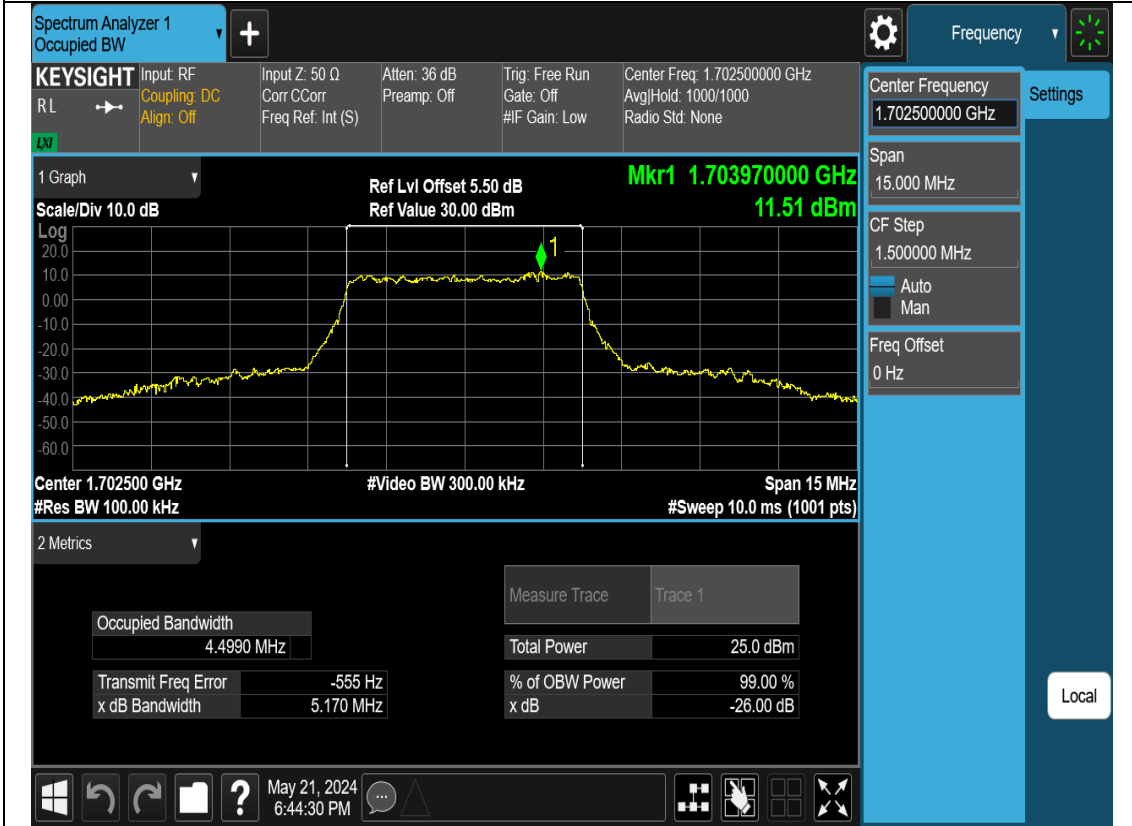 Spectrum Analyzer 1
Occupied BW
+
Frequency
KEYSIGHT
R L
LXI
Input: RF
Coupling: DC
Align: Off
Input Z: 50 Ω
Corr CCorr
Freq Ref: Int (S)
Atten: 36 dB
Preamp: Off
Trig: Free Run
Gate: Off
#IF Gain: Low
Center Freq: 1.702500000 GHz
Avg|Hold: 1000/1000
Radio Std: None
Center Frequency
1.702500000 GHz
Settings
Span
15.000 MHz
CF Step
1.500000 MHz
Auto
Man
Freq Offset
0 Hz
Local
1 Graph
Ref Lvl Offset 5.50 dB
Mkr1 1.703970000 GHz
Scale/Div 10.0 dB
Ref Value 30.00 dBm
11.51 dBm
Log
1
20.0
10.0
0.00
-10.0
-20.0
-30.0
-40.0
-50.0
-60.0
Center 1.702500 GHz
#Video BW 300.00 kHz
Span 15 MHz
#Res BW 100.00 kHz
#Sweep 10.0 ms (1001 pts)
2 Metrics
Measure Trace
Trace 1
Occupied Bandwidth
4.4990 MHz
Total Power
25.0 dBm
Transmit Freq Error
-555 Hz
% of OBW Power
99.00 %
x dB Bandwidth
5.170 MHz
x dB
-26.00 dB
?
May 21, 2024
6:44:30 PM